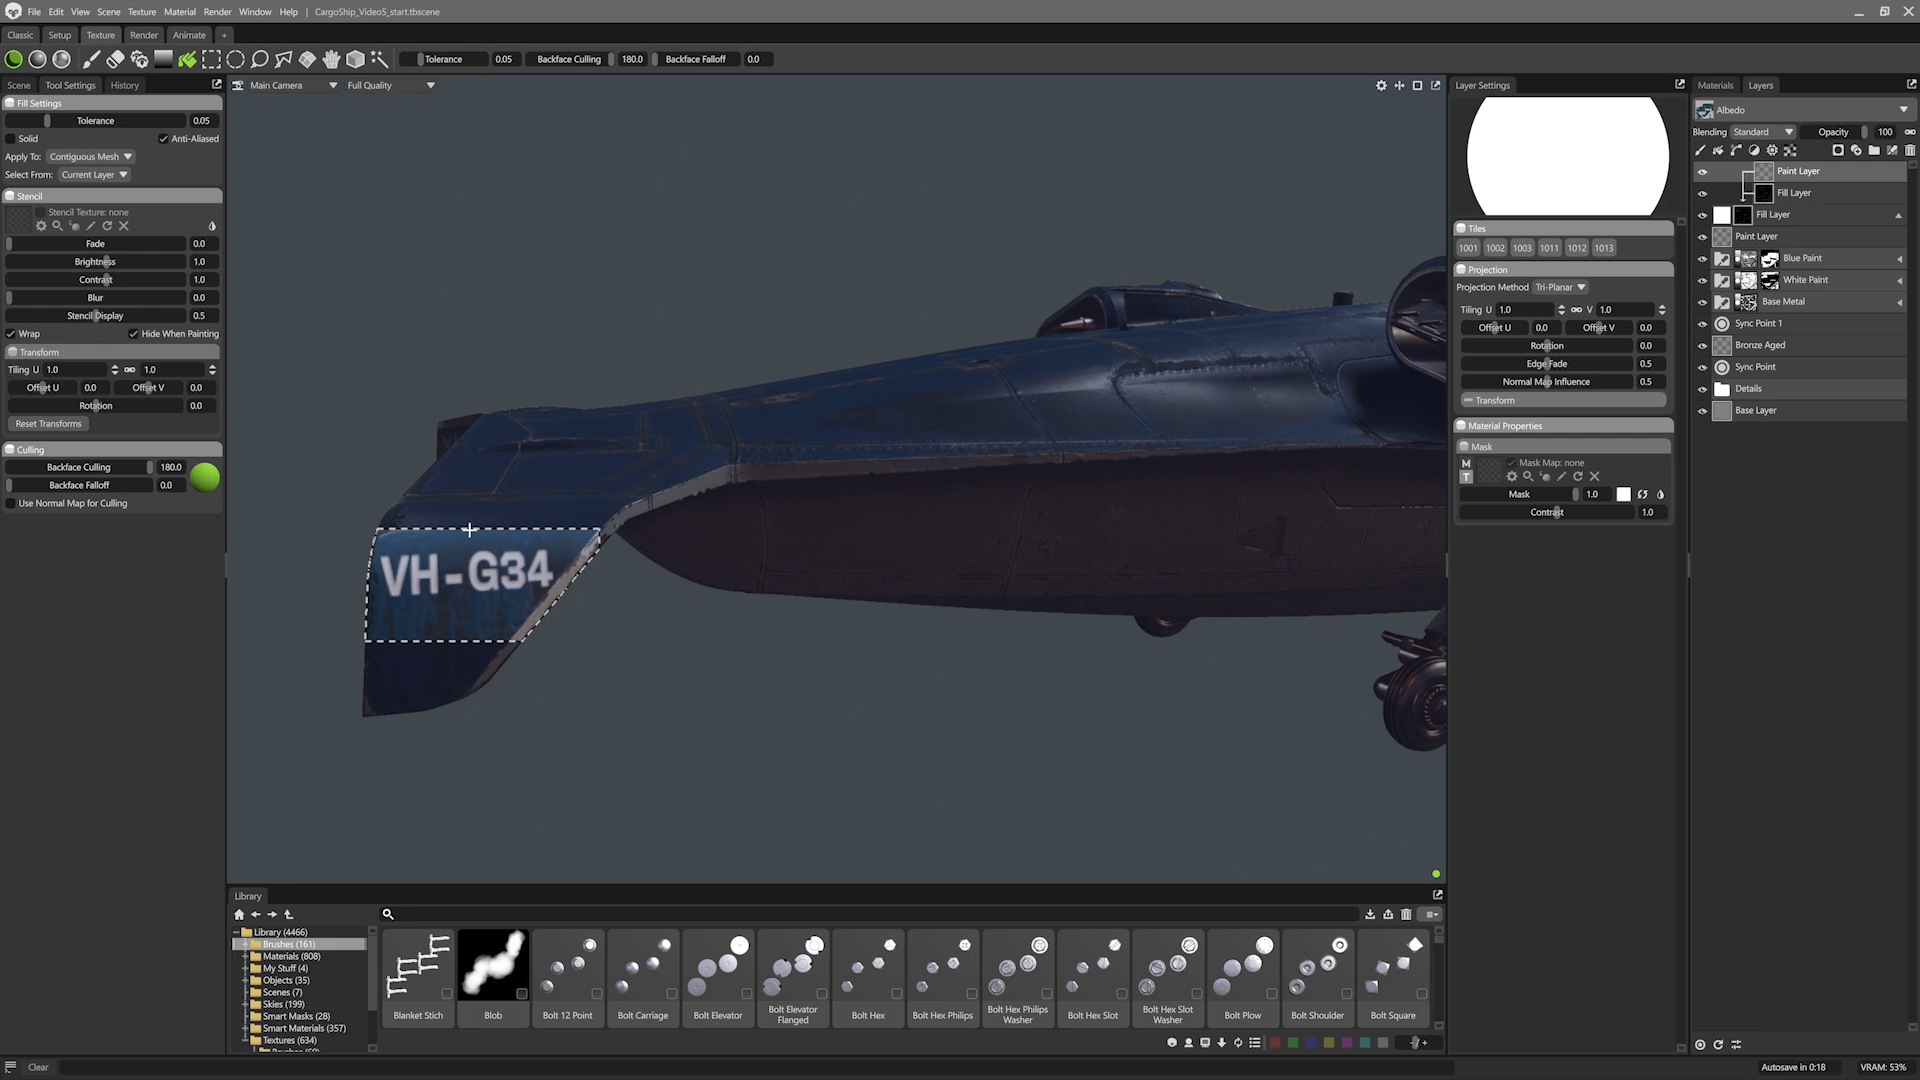 File Edit View Scene Texture Material Render Window Help | CargoShip_Video5_start.tbscene
Classic Setup Texture Render Animate +
Tolerance 0.05 Backface Culling 180.0 Backface Falloff 0.0
Scene Tool Settings History
Fill Settings
Tolerance 0.05
Solid Anti-Aliased
Apply To: Contiguous Mesh
Select From: Current Layer
Stencil
Stencil Texture: none
Fade 0.0
Brightness 1.0
Contrast 1.0
Blur 0.0
Stencil Display 0.5
Wrap Hide When Painting
Transform
Tiling U 1.0 1.0
Offset U 0.0 Offset V 0.0
Rotation 0.0
Reset Transforms
Culling
Backface Culling 180.0
Backface Falloff 0.0
Use Normal Map for Culling
Main Camera Full Quality
VH-G34
Library
Library (4466)
Brushes (161)
Materials (808)
My Stuff (4)
Objects (35)
Scenes (7)
Skies (199)
Smart Masks (28)
Smart Materials (357)
Textures (634)
Blanket Stich Blob Bolt 12 Point Bolt Carriage Bolt Elevator Bolt Elevator Flanged Bolt Hex Bolt Hex Philips Bolt Hex Philips Washer Bolt Hex Slot Bolt Hex Slot Washer Bolt Plow Bolt Shoulder Bolt Square
Layer Settings
Tiles
1001 1002 1003 1011 1012 1013
Projection
Projection Method Tri-Planar
Tiling U 1.0 V 1.0
Offset U 0.0 Offset V 0.0
Rotation 0.0
Edge Fade 0.5
Normal Map Influence 0.5
Transform
Material Properties
Mask
M Mask Map: none
T
Mask 1.0
Contrast 1.0
Materials Layers
Albedo
Blending Standard Opacity 100
Paint Layer
Fill Layer
Fill Layer
Paint Layer
Blue Paint
White Paint
Base Metal
Sync Point 1
Bronze Aged
Sync Point
Details
Base Layer
Clear Autosave in 0:18 VRAM: 53%